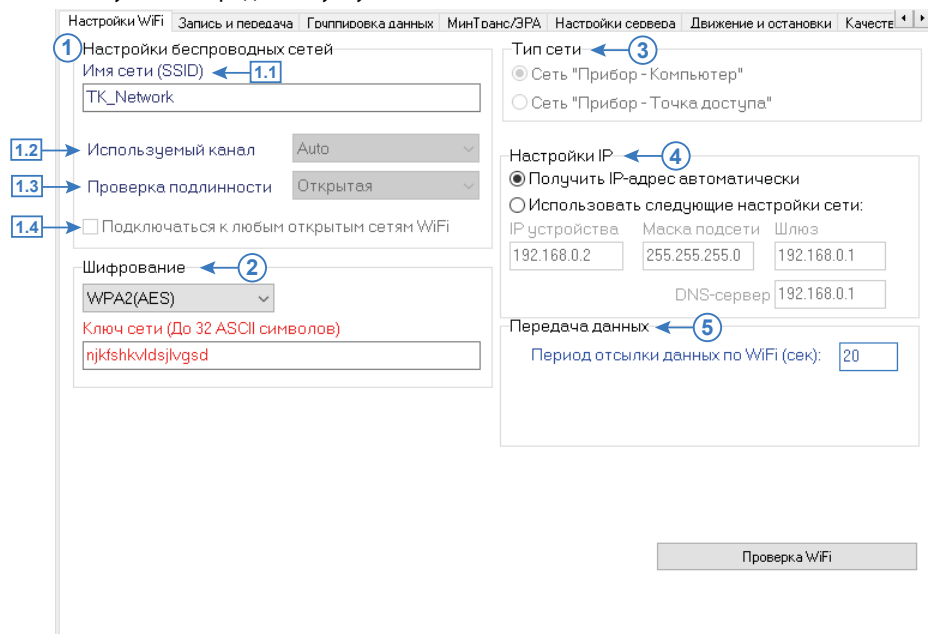 Настройки WiFi Запись и передача Группировка данных МинТранс/ЭРА Настройки сервера Движение и остановки Качеств
1 Настройки беспроводных сетей
Имя сети (SSID) 1.1
TK_Network
1.2 Используемый канал Auto
1.3 Проверка подлинности Открытая
1.4 Подключаться к любым открытым сетям WiFi
Шифрование 2
WPA2(AES)
Ключ сети (До 32 ASCII символов)
njkfshkvldsjlvgsd
Тип сети 3
Сеть "Прибор - Компьютер"
Сеть "Прибор - Точка доступа"
Настройки IP 4
Получить IP-адрес автоматически
Использовать следующие настройки сети:
IP устройства Маска подсети Шлюз
192.168.0.2 255.255.255.0 192.168.0.1
DNS-сервер 192.168.0.1
Передача данных 5
Период отсылки данных по WiFi (сек): 20
Проверка WiFi